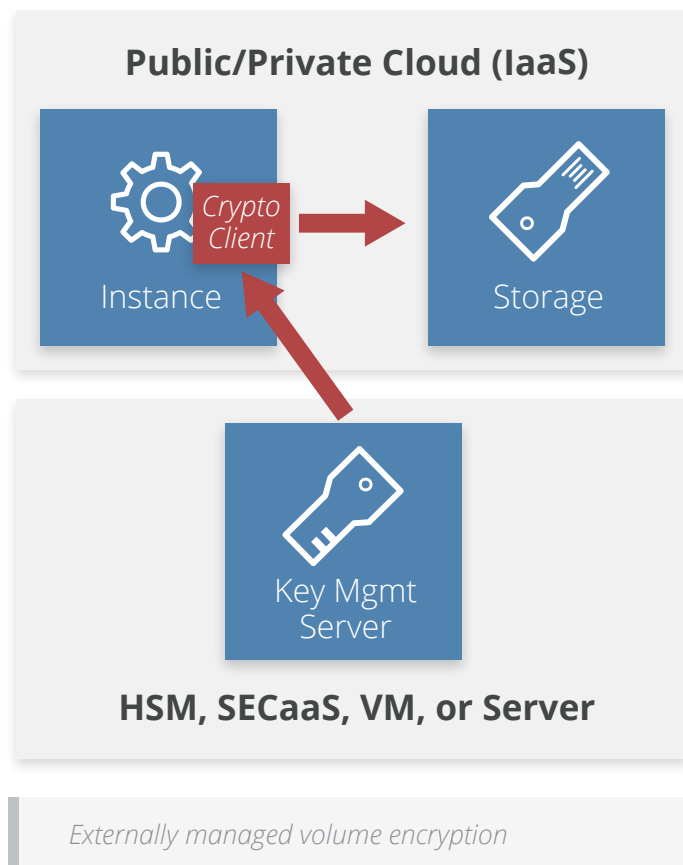 Public/Private Cloud (IaaS)
Crypto
Client
Instance
Storage
Key Mgmt
Server
HSM, SECaaS, VM, or Server
Externally managed volume encryption